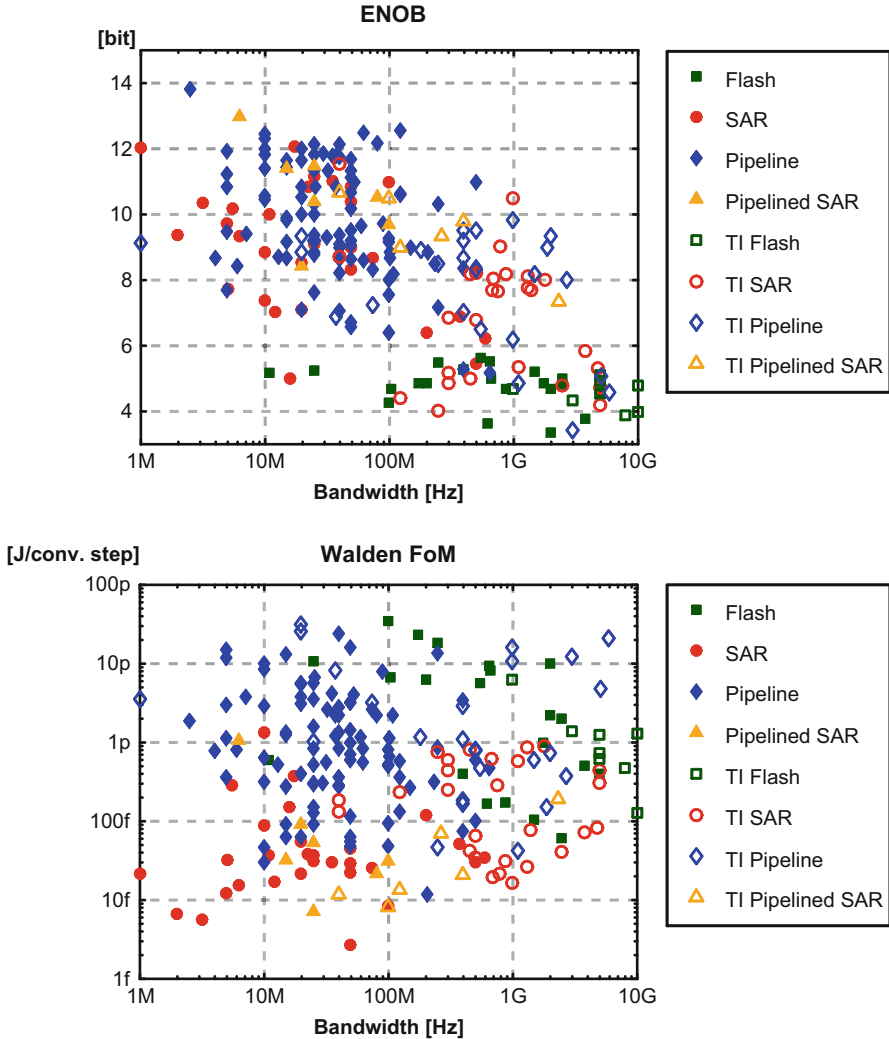 ENOB
[bit]
14
12
10
8
6
4
1M 10M 100M 1G 10G
Bandwidth [Hz]
Flash
SAR
Pipeline
Pipelined SAR
TI Flash
TI SAR
TI Pipeline
TI Pipelined SAR
[J/conv. step]
Walden FoM
100p
10p
1p
100f
10f
1f
1M 10M 100M 1G 10G
Bandwidth [Hz]
Flash
SAR
Pipeline
Pipelined SAR
TI Flash
TI SAR
TI Pipeline
TI Pipelined SAR